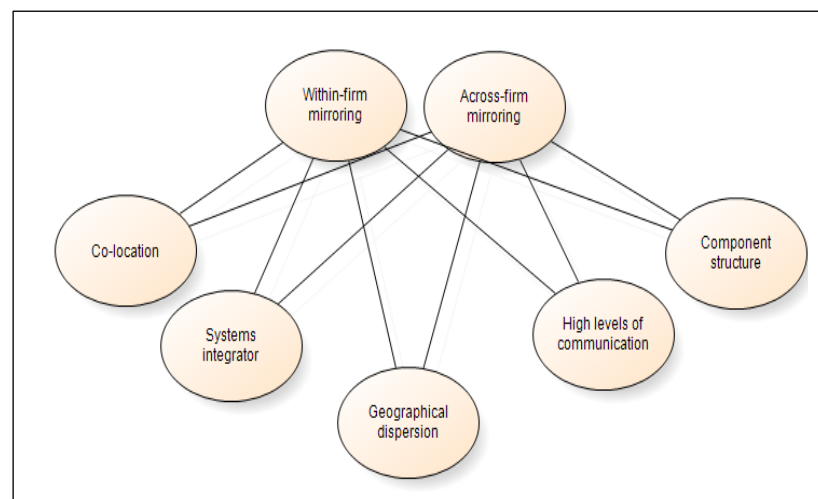 Within-firm
mirroring
Across-firm
mirroring
Co-location
Component
structure
Systems
integrator
High levels of
communication
Geographical
dispersion